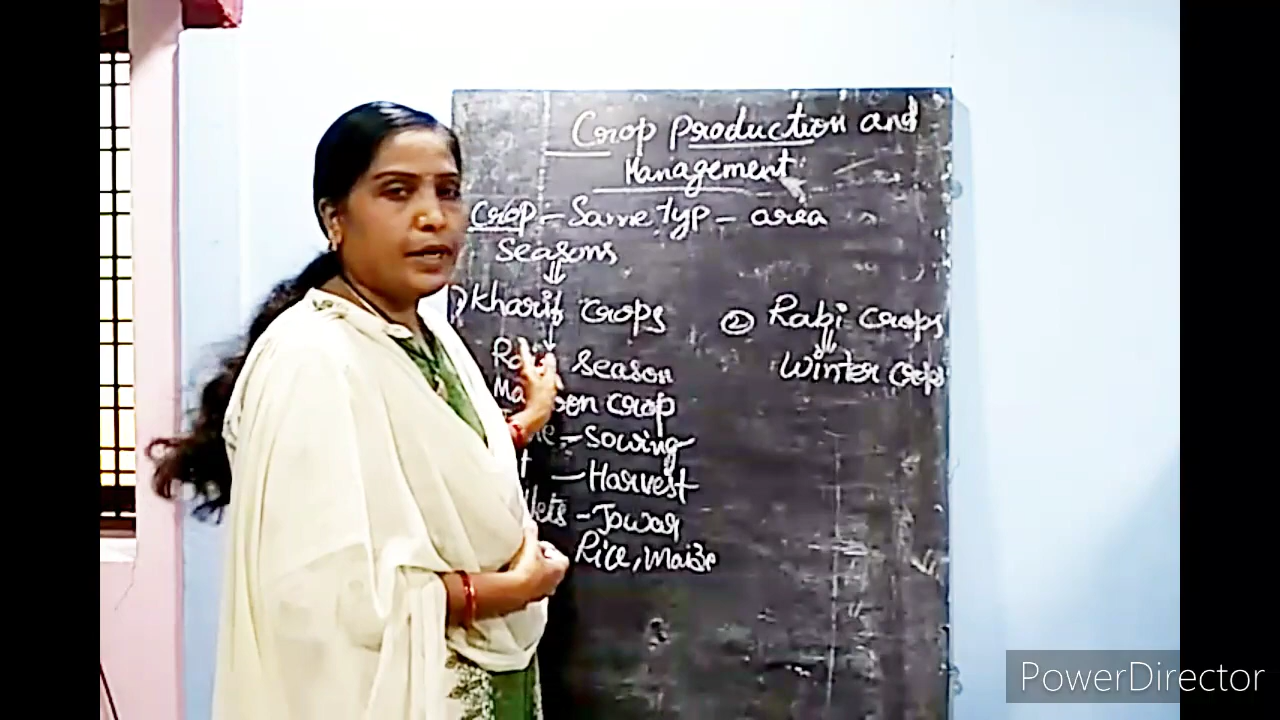 Crop production and
Management
Crop - Same typ - area
Seasons
Kharif crops
season
crop
- Sowing
- Harvest
- Jowar
Rice, Maize
② Rabi crops
Winter crops
PowerDirector